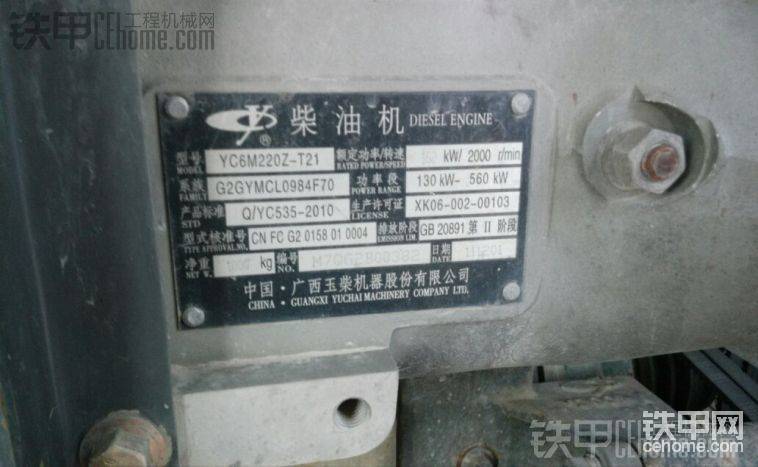 铁甲 工程机械网
Cehome.com
柴油机 DIESEL ENGINE
型号 YC6M220Z-T21 额定功率/转速 kW/ 2000 r/min
RATED POWER/SPEED
系族 G2GYMCL0984F70 功率段 130 kW- 560 kW
FAMILY POWER RANGE
产品标准 Q/YC535-2010 生产许可证 XK06-002-00103
STD LICENSE
型式核准号 CN FC G2 0158 01 0004 排放阶段 GB 20891 第 II 阶段
TYPE APPROVAL NO. EMISSION LIM.
净重 kg 编号 日期
NET W. NO. DATE
中国·广西玉柴机器股份有限公司
CHINA · GUANGXI YUCHAI MACHINERY COMPANY LTD.
铁甲网
cehome.com